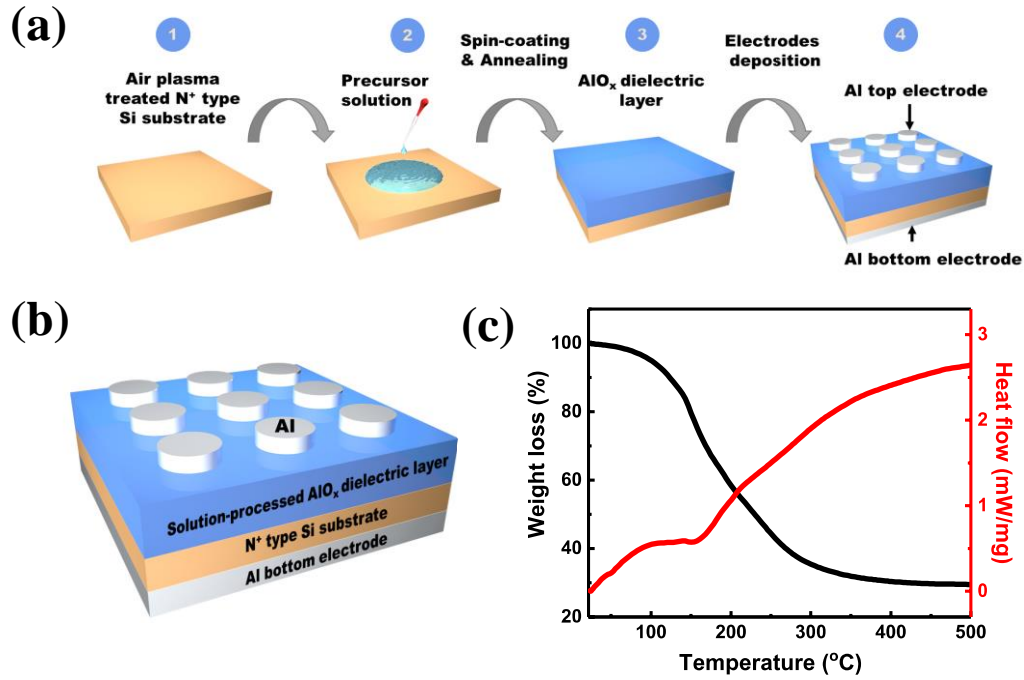 (a)
1
2
3
4
Air plasma
treated N⁺ type
Si substrate
Precursor
solution
Spin-coating
& Annealing
AlOₓ dielectric
layer
Electrodes
deposition
Al top electrode
Al bottom electrode
(b)
Al
Solution-processed AlOₓ dielectric layer
N⁺ type Si substrate
Al bottom electrode
(c)
Weight loss (%)
100
80
60
40
20
100
200
300
400
500
Temperature (°C)
3
2
1
0
Heat flow (mW/mg)